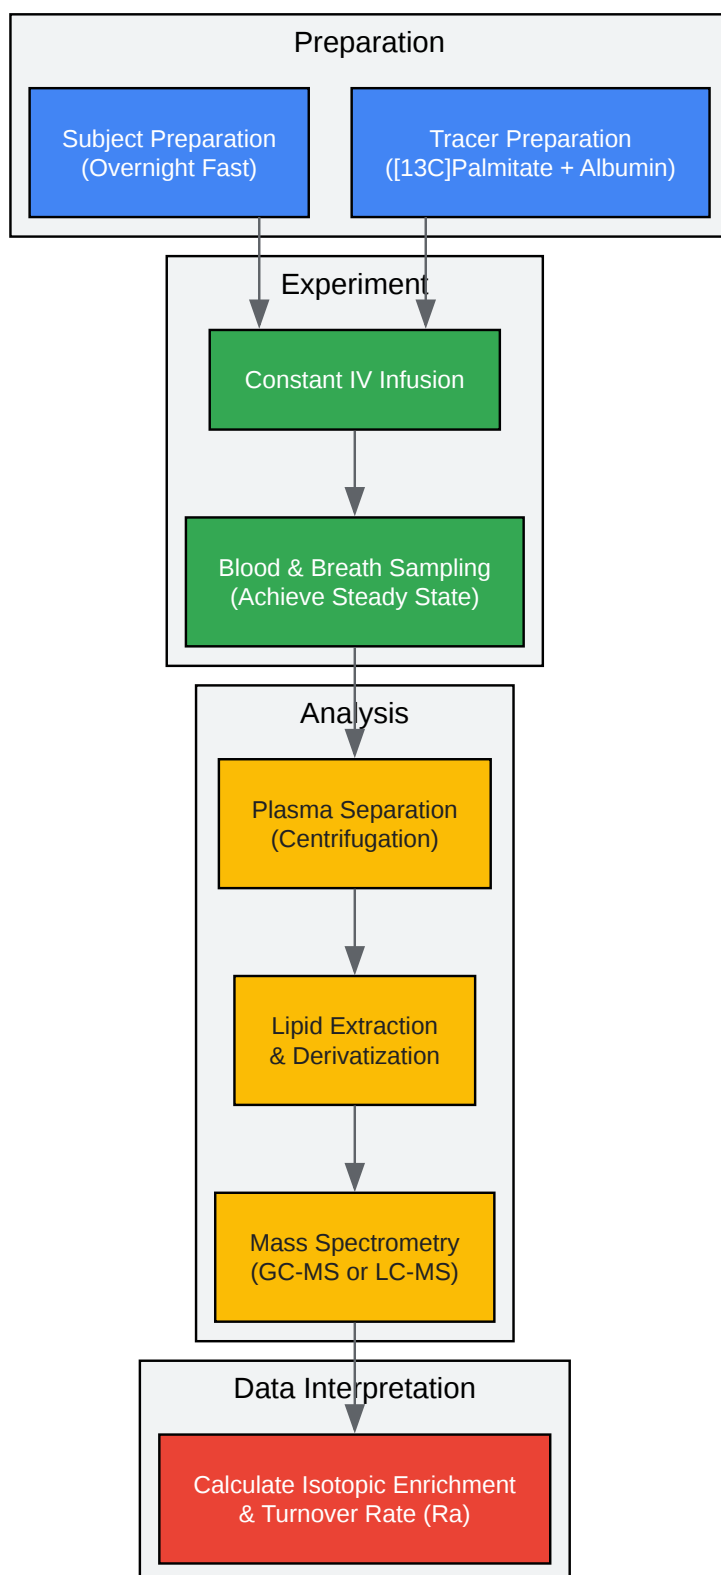 Preparation
Subject Preparation
(Overnight Fast)
Tracer Preparation
([13C]Palmitate + Albumin)
Experiment
Constant IV Infusion
Blood & Breath Sampling
(Achieve Steady State)
Analysis
Plasma Separation
(Centrifugation)
Lipid Extraction
& Derivatization
Mass Spectrometry
(GC-MS or LC-MS)
Data Interpretation
Calculate Isotopic Enrichment
& Turnover Rate (Ra)